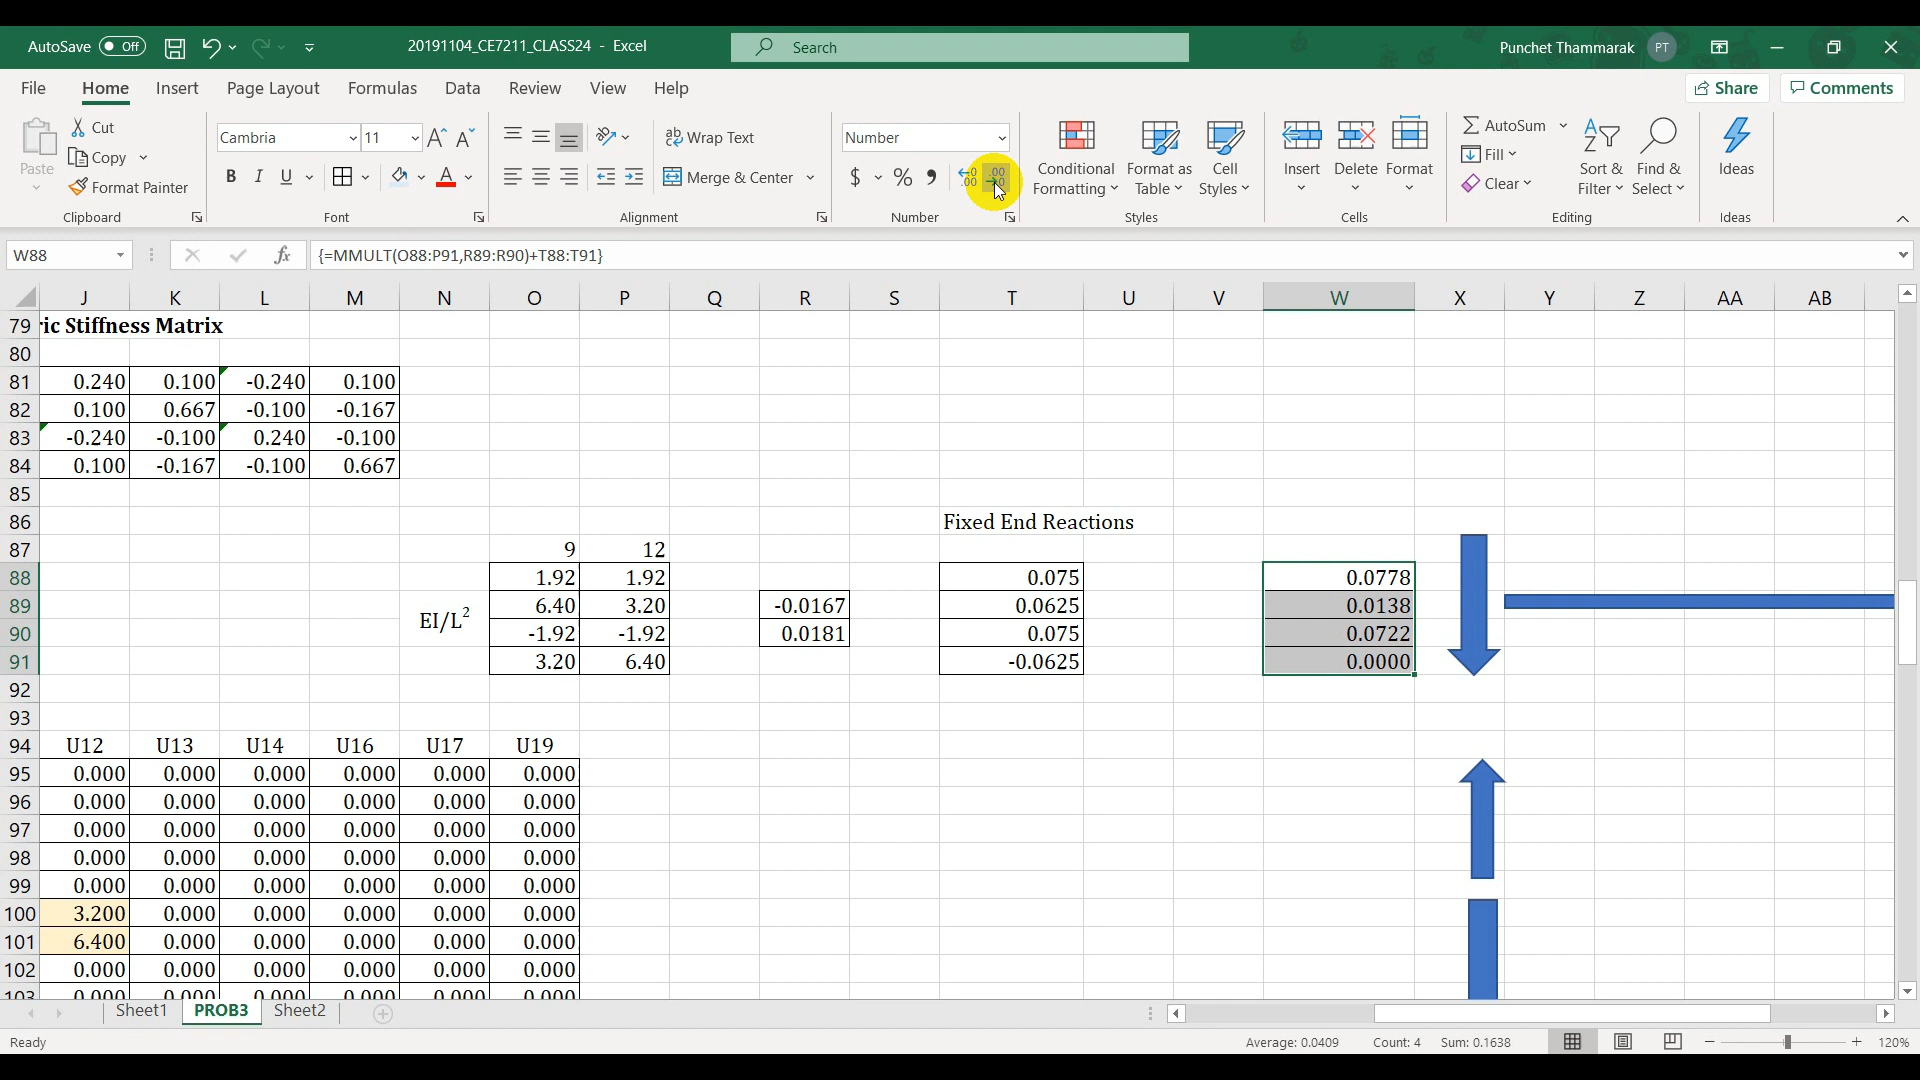 AutoSave Off
20191104_CE7211_CLASS24 - Excel
Search
Punchet Thammarak PT
File Home Insert Page Layout Formulas Data Review View Help
Share Comments
Paste
Cut
Copy
Format Painter
Clipboard
Cambria 11
B I U A
Font
ab Wrap Text
Merge & Center
Alignment
Number
$ % ,
Number
Conditional Formatting
Format as Table
Cell Styles
Styles
Insert Delete Format
Cells
AutoSum
Fill
Clear
Sort & Filter
Find & Select
Editing
Ideas
Ideas
W88 fx {=MMULT(O88:P91,R89:R90)+T88:T91}
J K L M N O P Q R S T U V W X Y Z AA AB
79 ric Stiffness Matrix
80
81 0.240 0.100 -0.240 0.100
82 0.100 0.667 -0.100 -0.167
83 -0.240 -0.100 0.240 -0.100
84 0.100 -0.167 -0.100 0.667
85
86 Fixed End Reactions
87 9 12
88 1.92 1.92 0.075 0.0778
89 6.40 3.20 -0.0167 0.0625 0.0138
EI/L²
90 -1.92 -1.92 0.0181 0.075 0.0722
91 3.20 6.40 -0.0625 0.0000
92
93
94 U12 U13 U14 U16 U17 U19
95 0.000 0.000 0.000 0.000 0.000 0.000
96 0.000 0.000 0.000 0.000 0.000 0.000
97 0.000 0.000 0.000 0.000 0.000 0.000
98 0.000 0.000 0.000 0.000 0.000 0.000
99 0.000 0.000 0.000 0.000 0.000 0.000
100 3.200 0.000 0.000 0.000 0.000 0.000
101 6.400 0.000 0.000 0.000 0.000 0.000
102 0.000 0.000 0.000 0.000 0.000 0.000
103 0.000 0.000 0.000 0.000 0.000 0.000
Sheet1 PROB3 Sheet2
Ready
Average: 0.0409 Count: 4 Sum: 0.1638
120%